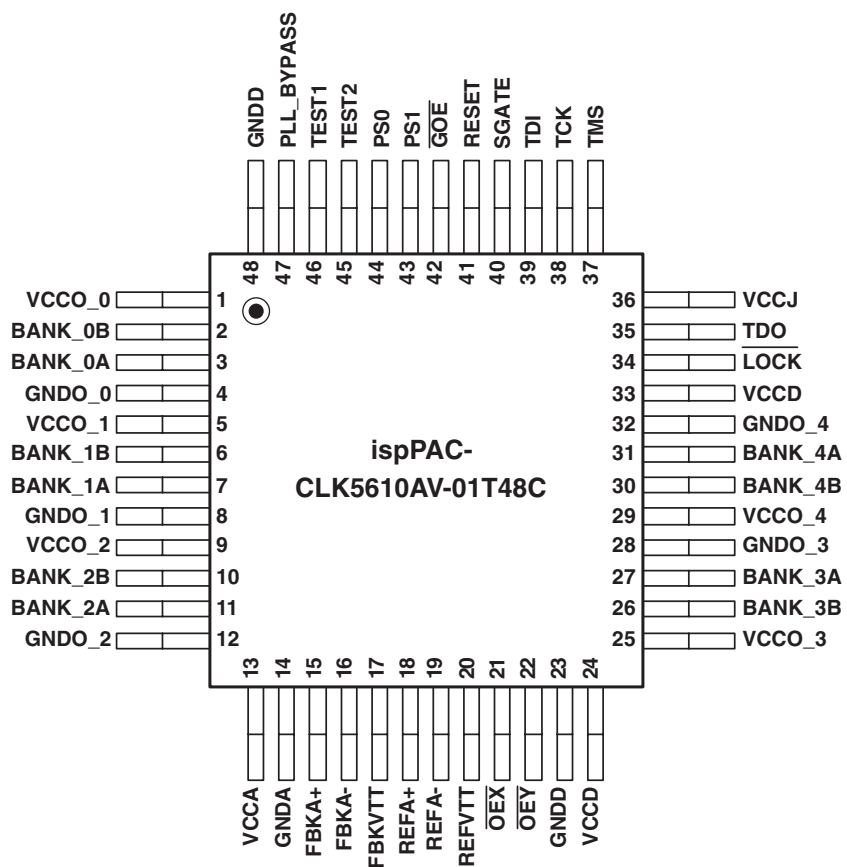 GNDD
PLL_BYPASS
TEST1
TEST2
PS0
PS1
GOE
RESET
SGATE
TDI
TCK
TMS
48
47
46
45
44
43
42
41
40
39
38
37
VCCO_0 1
BANK_0B 2
BANK_0A 3
GNDO_0 4
VCCO_1 5
BANK_1B 6
BANK_1A 7
GNDO_1 8
VCCO_2 9
BANK_2B 10
BANK_2A 11
GNDO_2 12
ispPAC-
CLK5610AV-01T48C
36 VCCJ
35 TDO
34 LOCK
33 VCCD
32 GNDO_4
31 BANK_4A
30 BANK_4B
29 VCCO_4
28 GNDO_3
27 BANK_3A
26 BANK_3B
25 VCCO_3
13
14
15
16
17
18
19
20
21
22
23
24
VCCA
GNDA
FBKA+
FBKA-
FBKVTT
REFA+
REFA-
REFVTT
OEX
OEY
GNDD
VCCD